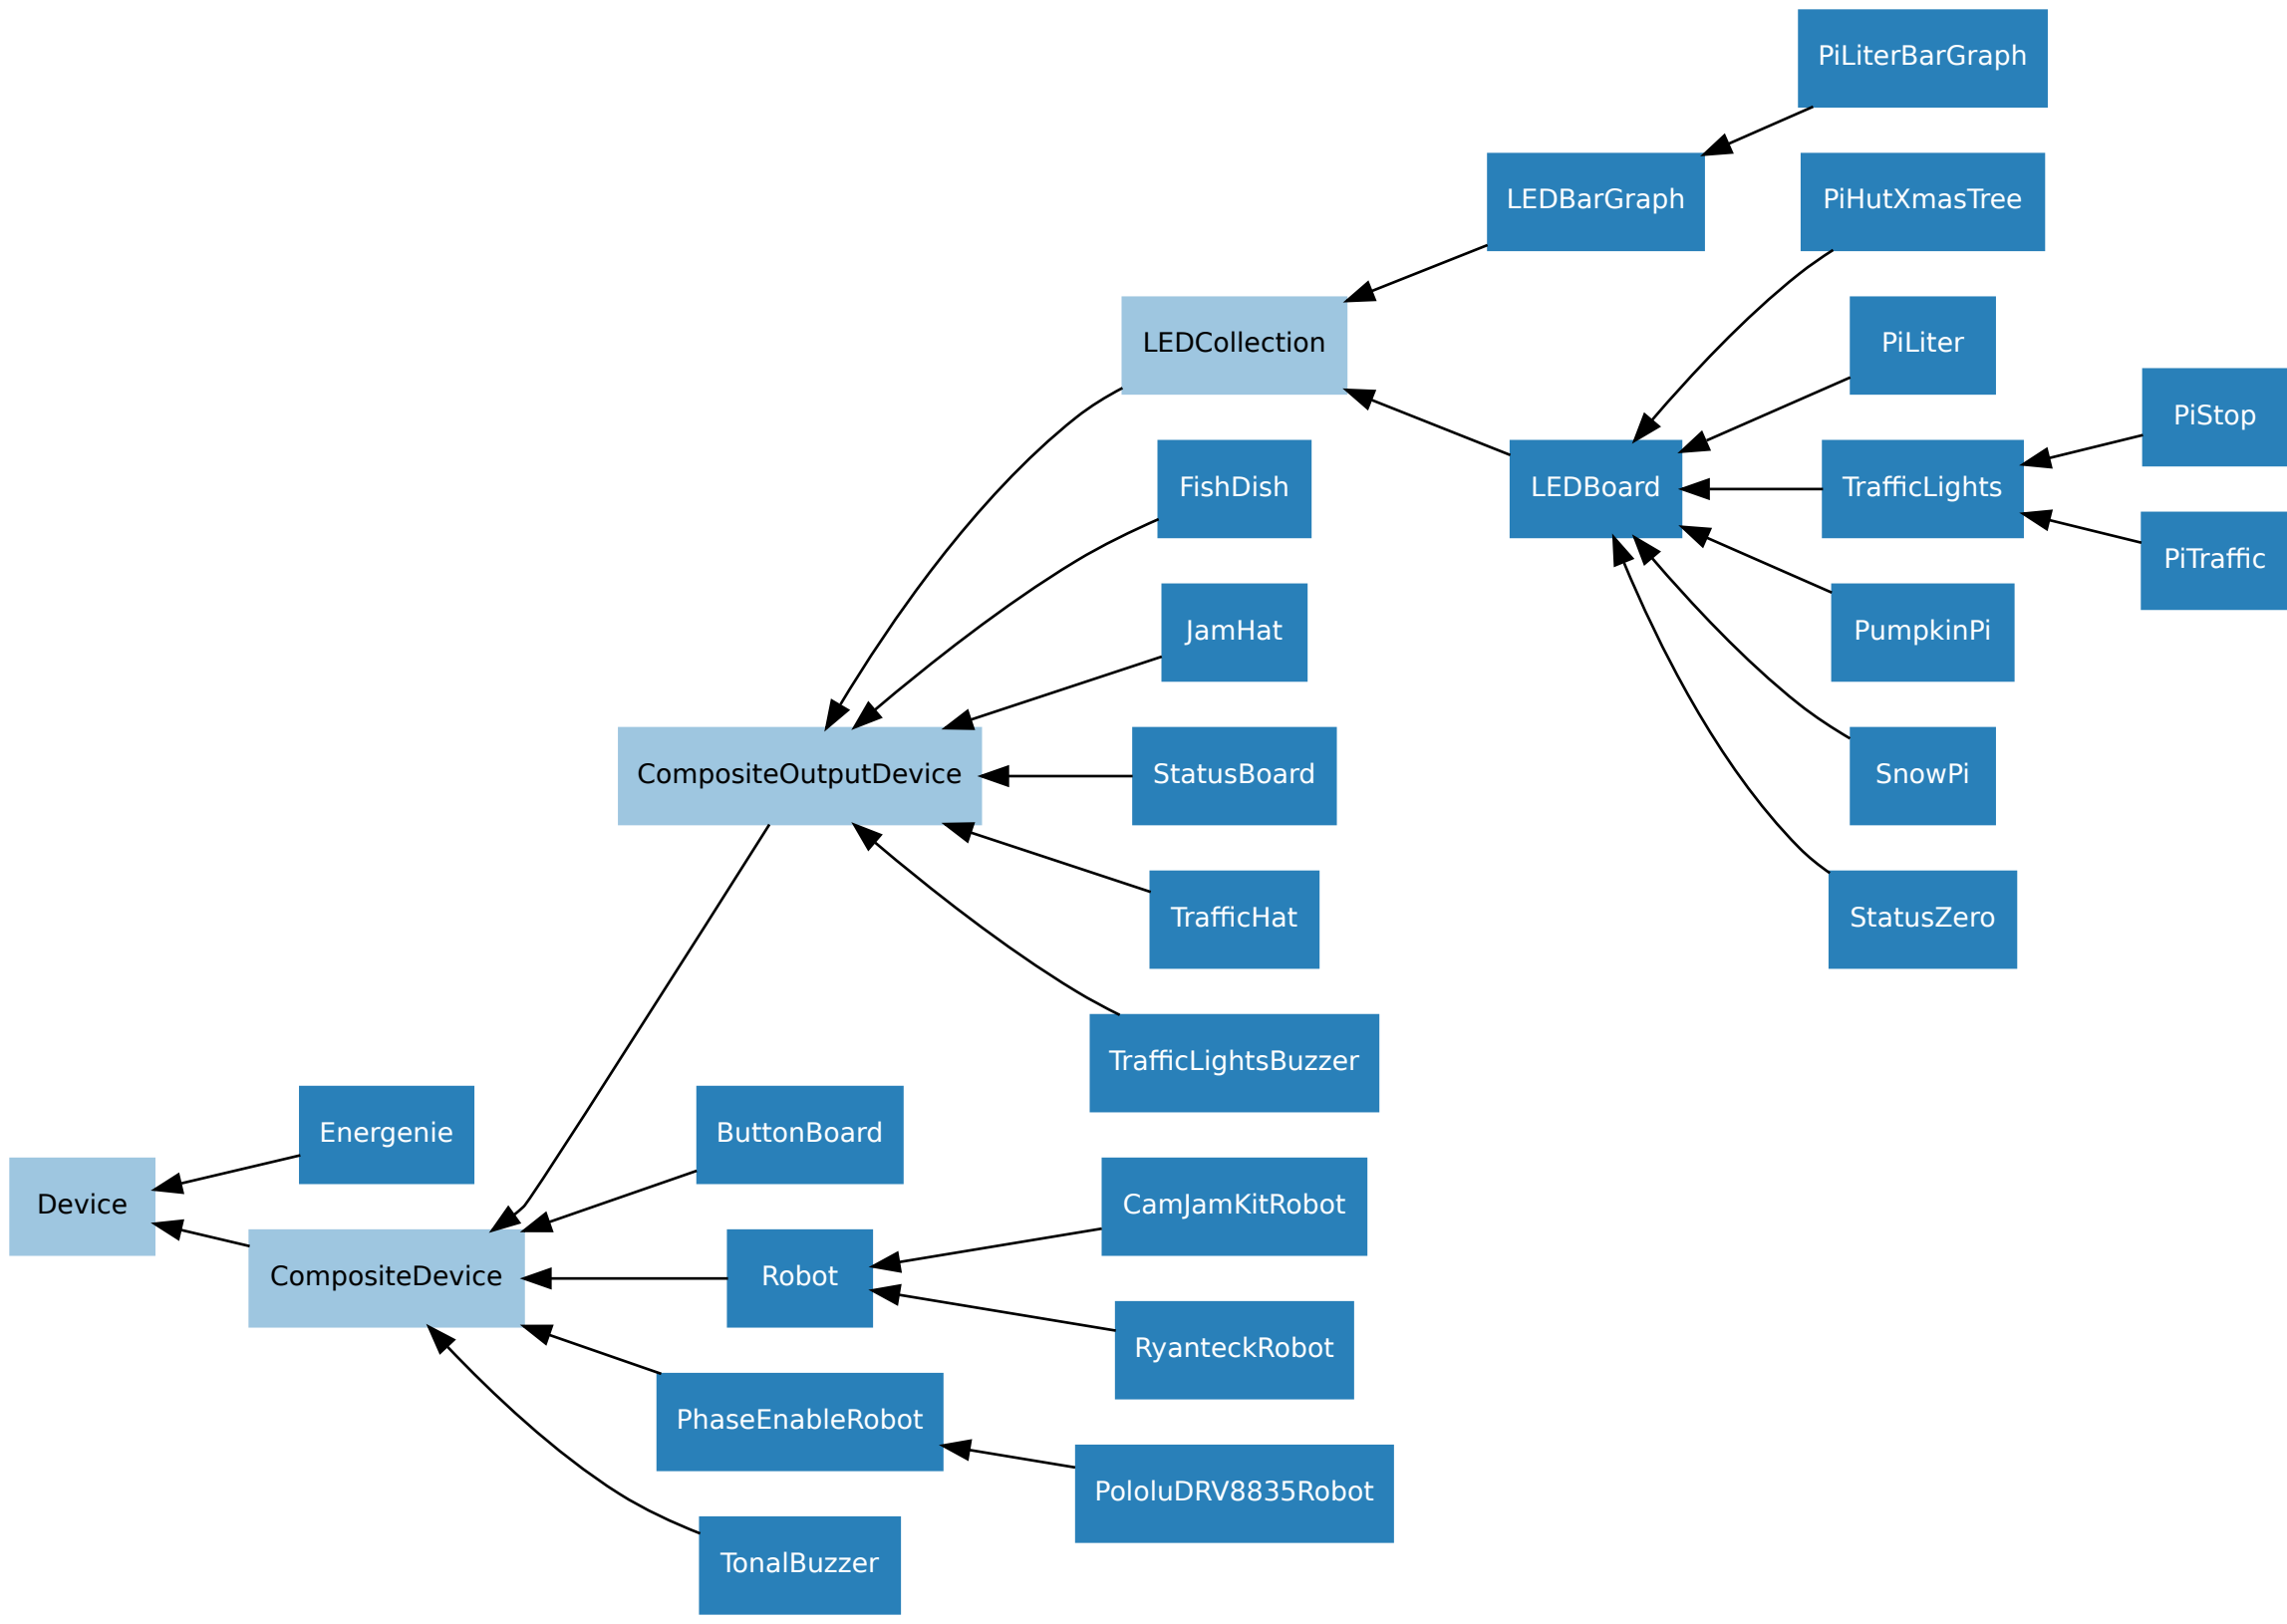 PiLiterBarGraph
LEDBarGraph
PiHutXmasTree
LEDCollection
PiLiter
PiStop
FishDish
LEDBoard
TrafficLights
PiTraffic
JamHat
PumpkinPi
CompositeOutputDevice
StatusBoard
SnowPi
TrafficHat
StatusZero
TrafficLightsBuzzer
Energenie
ButtonBoard
Device
CamJamKitRobot
CompositeDevice
Robot
RyanteckRobot
PhaseEnableRobot
PololuDRV8835Robot
TonalBuzzer